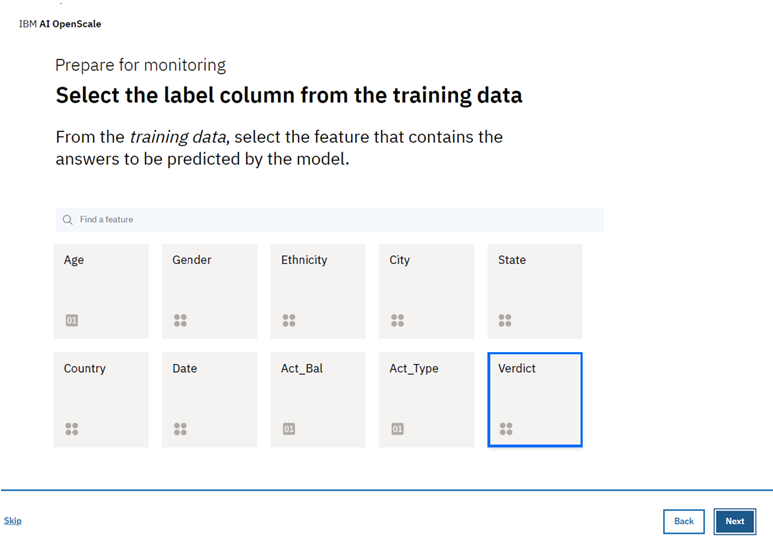 IBM AI OpenScale
Prepare for monitoring
Select the label column from the training data
From the training data, select the feature that contains the
answers to be predicted by the model.
Find a feature
Age
Gender
Ethnicity
City
State
01
Country
Date
Act_Bal
Act_Type
Verdict
01
01
Skip
Back
Next